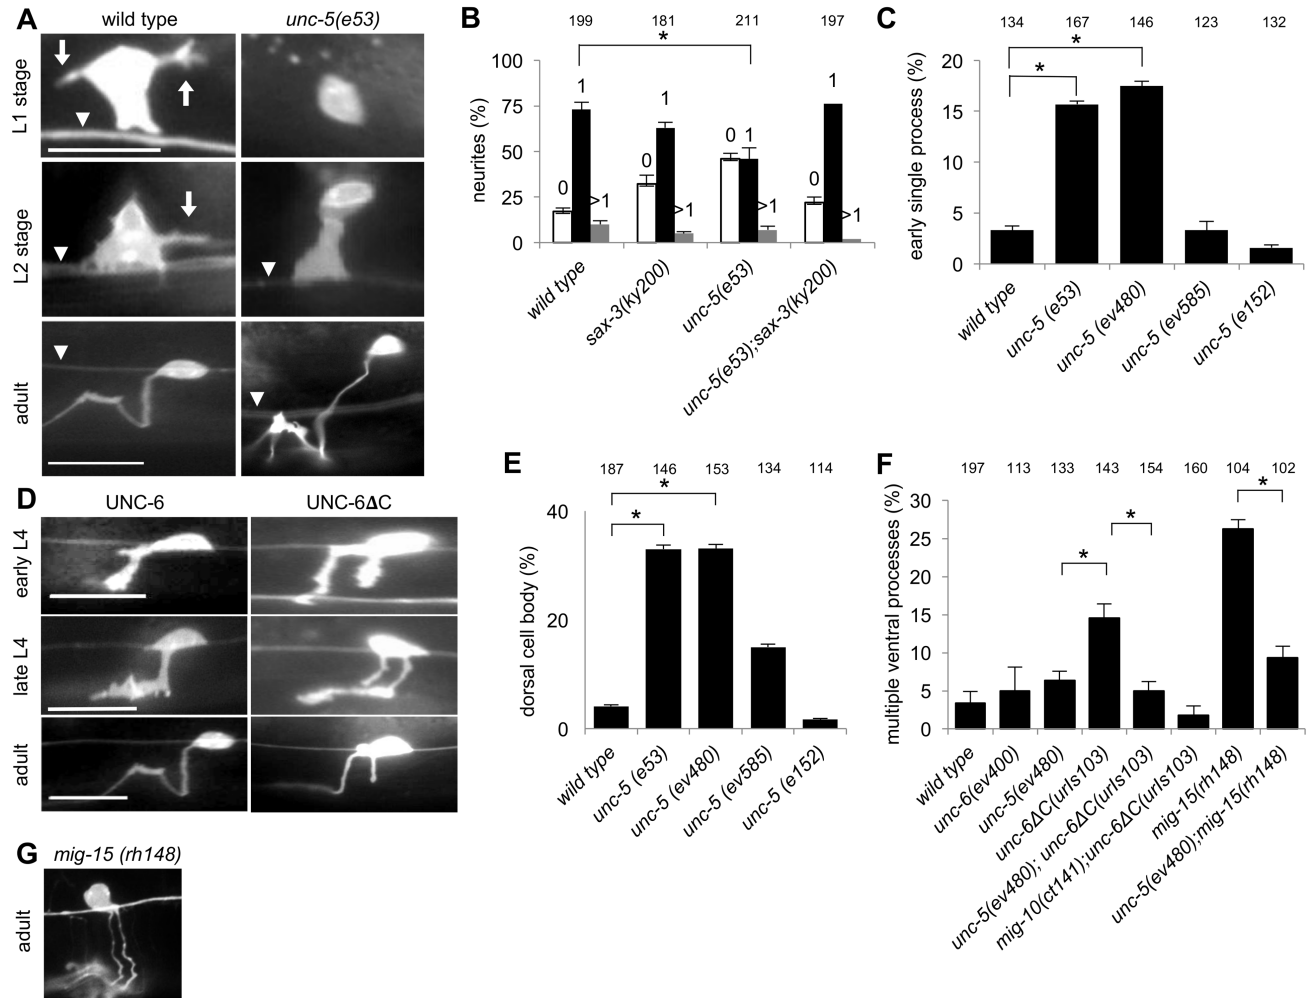 A
wild type
unc-5(e53)
L1 stage
L2 stage
adult
B
199
181
211
197
*
neurites (%)
100
75
50
25
0
0
1
>1
0
1
>1
0
1
>1
0
1
>1
wild type
sax-3(ky200)
unc-5(e53)
unc-5(e53);sax-3(ky200)
C
134
167
146
123
132
*
*
early single process (%)
20
15
10
5
0
wild type
unc-5 (e53)
unc-5 (ev480)
unc-5 (ev585)
unc-5 (e152)
D
UNC-6
UNC-6ΔC
early L4
late L4
adult
E
187
146
153
134
114
*
*
dorsal cell body (%)
40
20
0
wild type
unc-5 (e53)
unc-5 (ev480)
unc-5 (ev585)
unc-5 (e152)
F
197
113
133
143
154
160
104
102
*
*
*
multiple ventral processes (%)
30
25
20
15
10
5
0
wild type
unc-6(ev400)
unc-5(ev480)
unc-6ΔC(urIs103)
unc-5(ev480); unc-6ΔC(urIs103)
mig-10(ct141);unc-6ΔC(urIs103)
mig-15(rh148)
unc-5(ev480);mig-15(rh148)
G
mig-15 (rh148)
adult